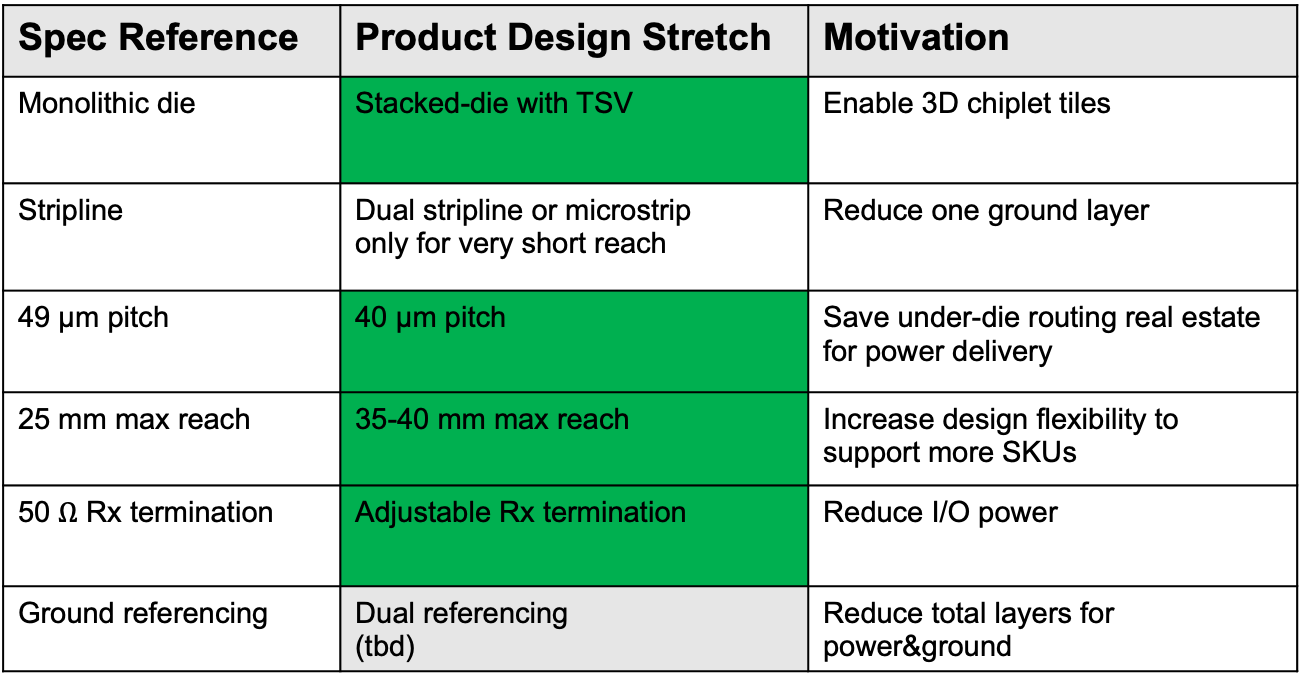 Spec Reference
Product Design Stretch
Motivation
Monolithic die
Stacked-die with TSV
Enable 3D chiplet tiles
Stripline
Dual stripline or microstrip
only for very short reach
Reduce one ground layer
49 µm pitch
40 µm pitch
Save under-die routing real estate
for power delivery
25 mm max reach
35-40 mm max reach
Increase design flexibility to
support more SKUs
50 Ω Rx termination
Adjustable Rx termination
Reduce I/O power
Ground referencing
Dual referencing
(tbd)
Reduce total layers for
power&ground